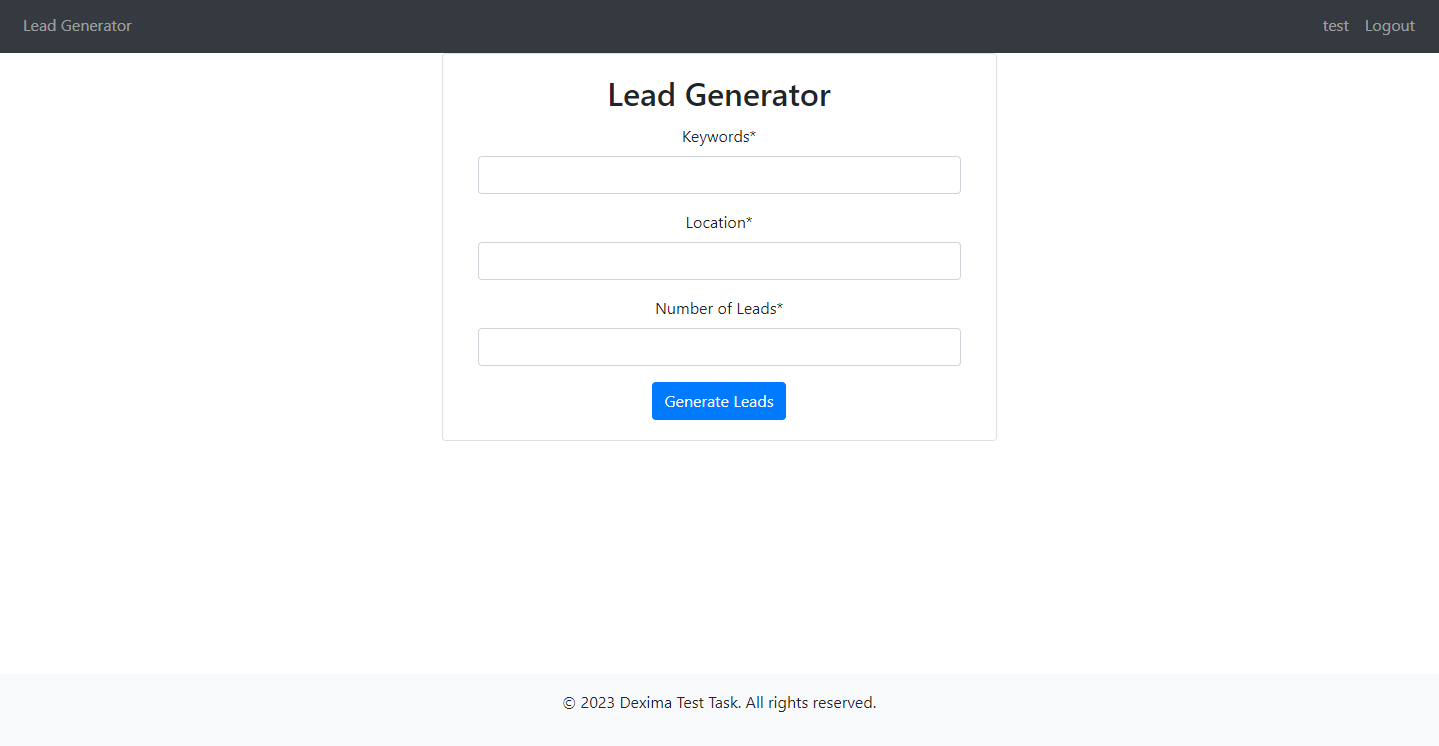 Lead Generator
test Logout
Lead Generator
Keywords*
Location*
Number of Leads*
Generate Leads
© 2023 Dexima Test Task. All rights reserved.